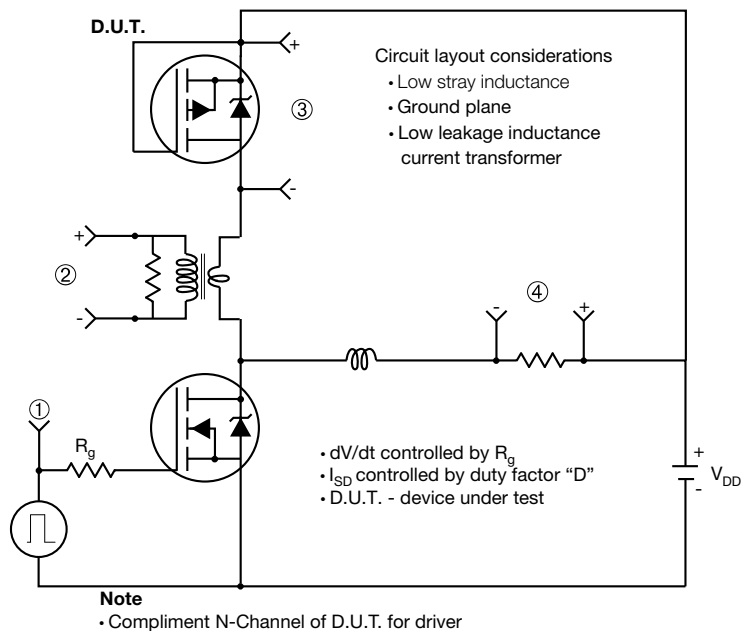 D.U.T.
+
Circuit layout considerations
• Low stray inductance
• Ground plane
• Low leakage inductance
current transformer
③
-
+
②
-
④
-
+
①
R_g
• dV/dt controlled by R_g
• I_SD controlled by duty factor “D”
• D.U.T. - device under test
+
V_DD
-
Note
• Compliment N-Channel of D.U.T. for driver